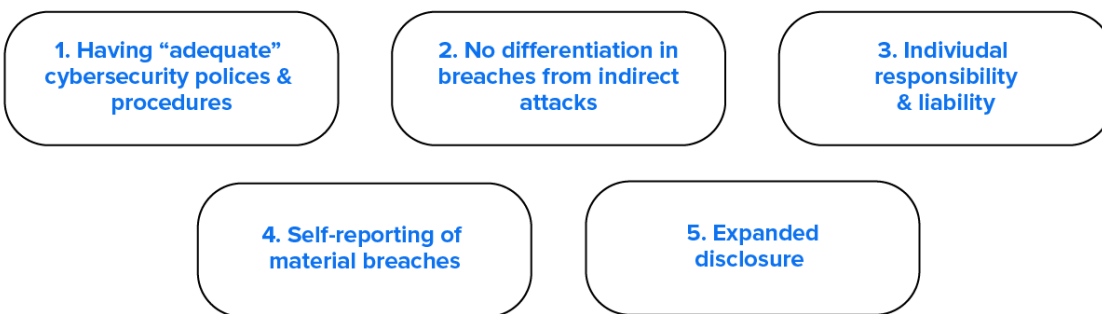 1. Having “adequate”
cybersecurity polices &
procedures
2. No differentiation in
breaches from indirect
attacks
3. Indiviudal
responsibility
& liability
4. Self-reporting of
material breaches
5. Expanded
disclosure